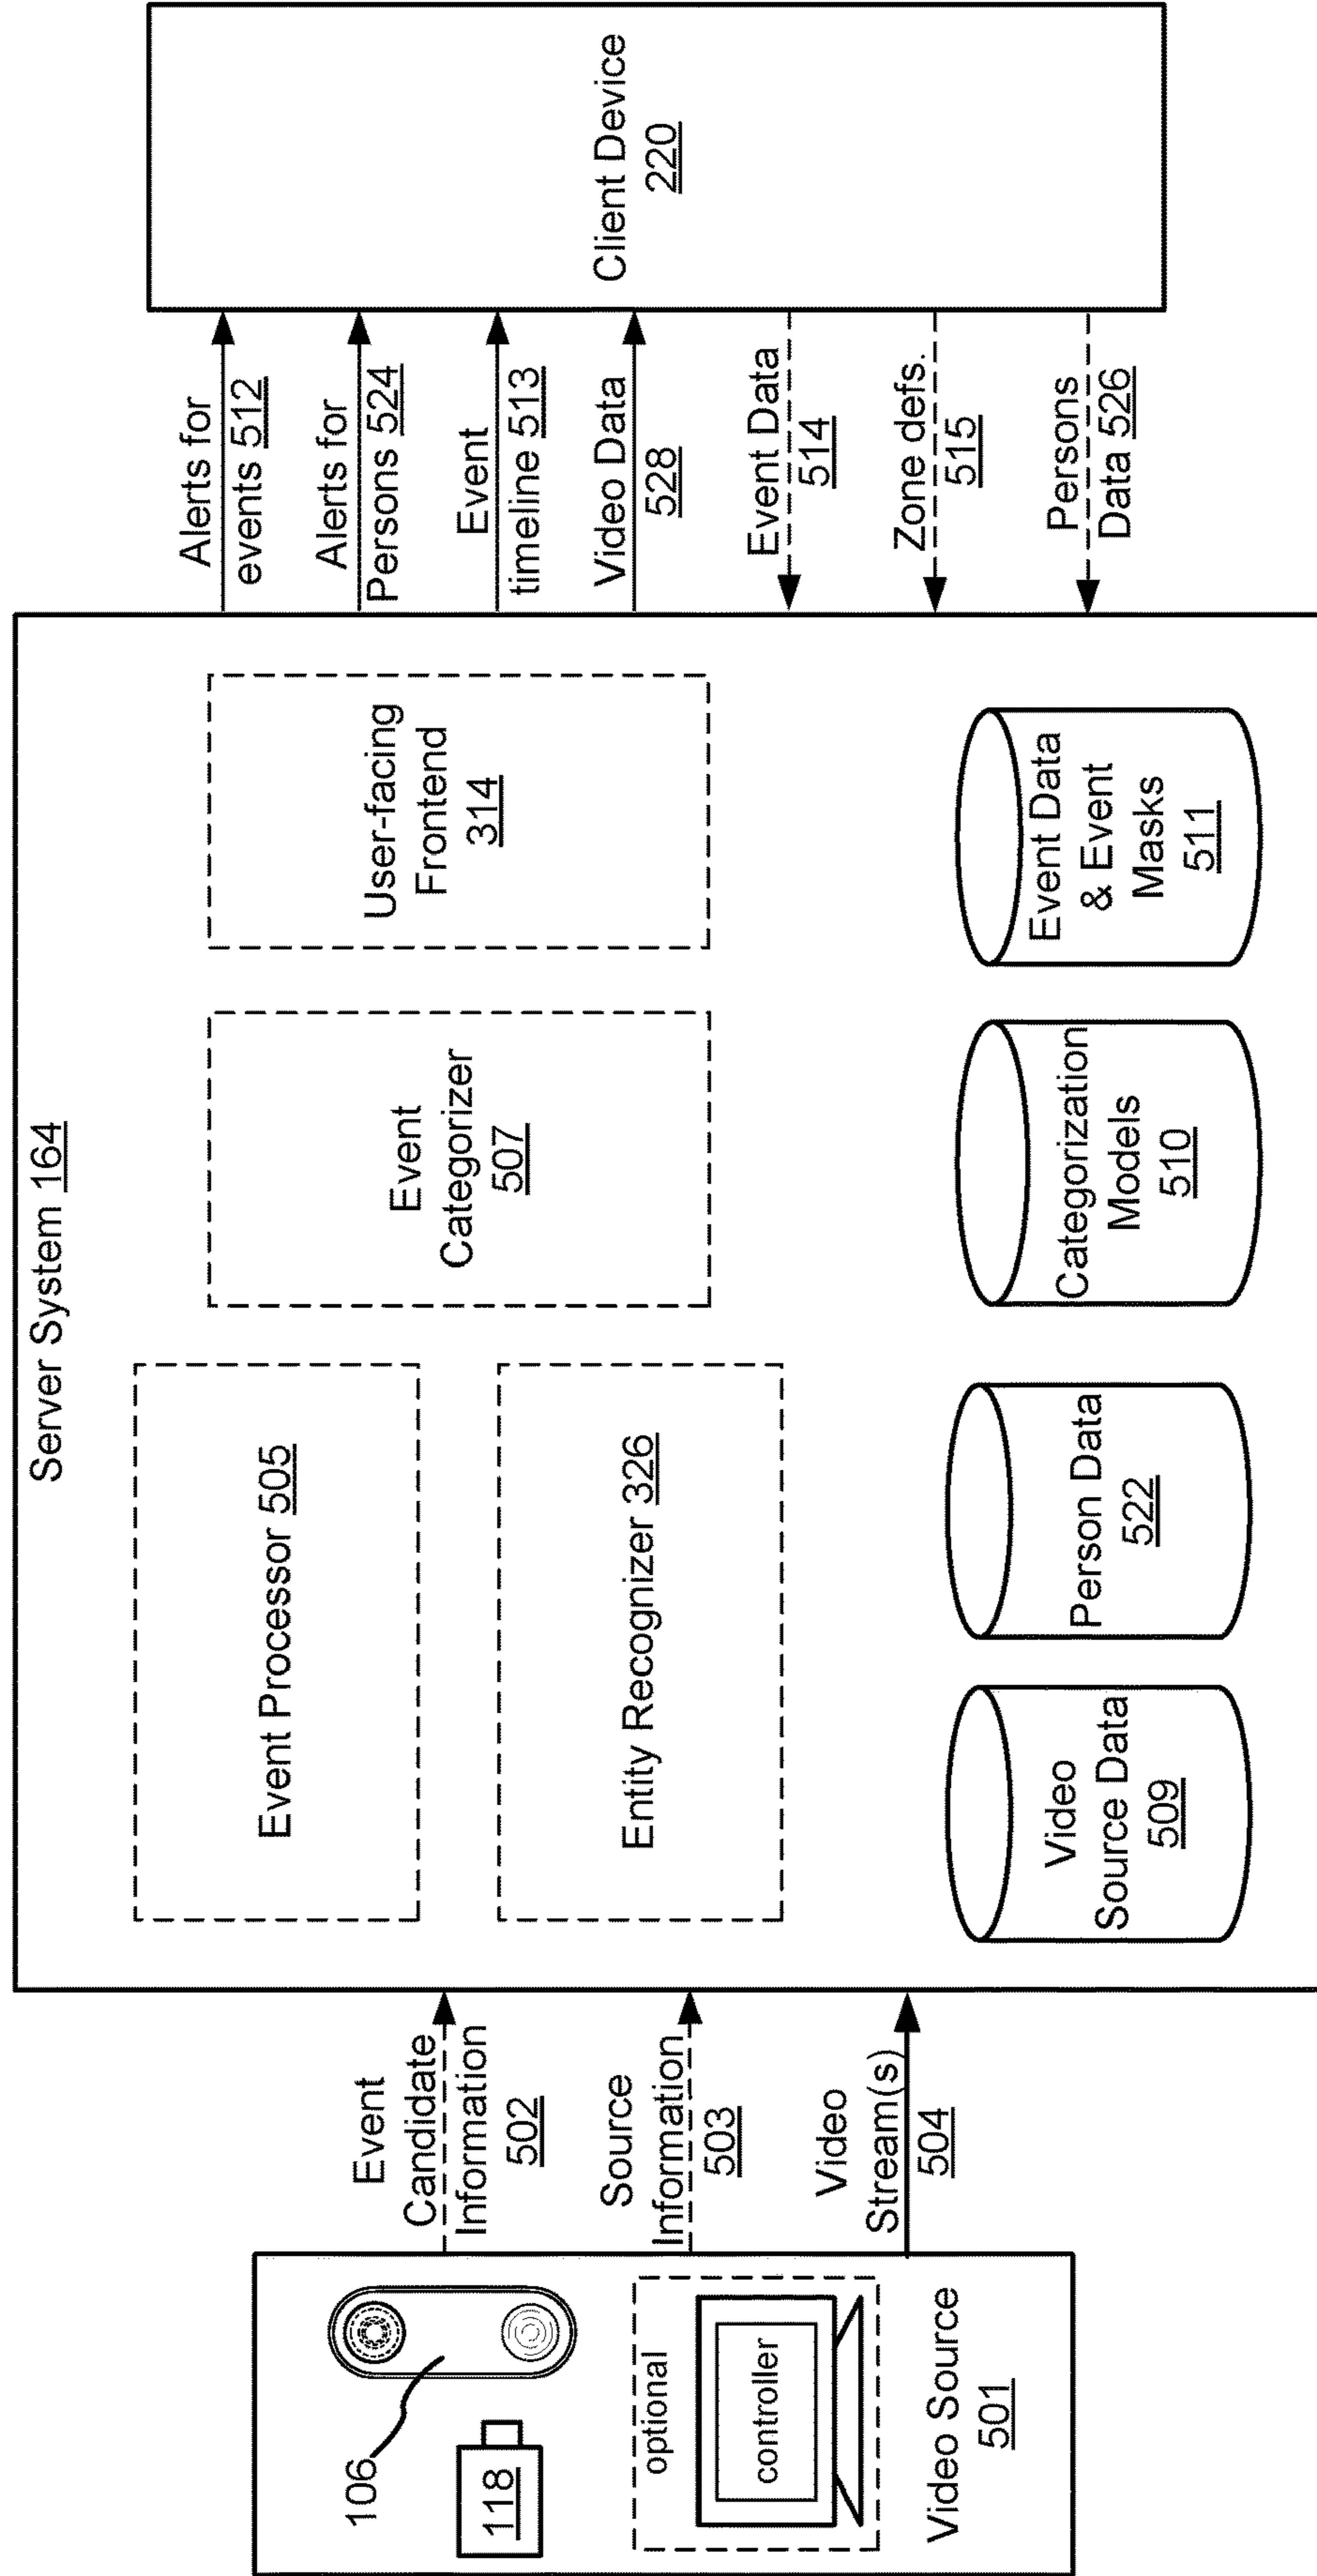 Server System 164
Event Processor 505
Entity Recognizer 326
Event
Categorizer
507
User-facing
Frontend
314
Video
Source Data
509
Person Data
522
Categorization
Models
510
Event Data
& Event
Masks
511
106
118
optional
controller
Video Source
501
Event
Candidate
Information
502
Source
Information
503
Video
Stream(s)
504
Alerts for
events 512
Alerts for
Persons 524
Event
timeline 513
Video Data
528
Event Data
514
Zone defs.
515
Persons
Data 526
Client Device
220